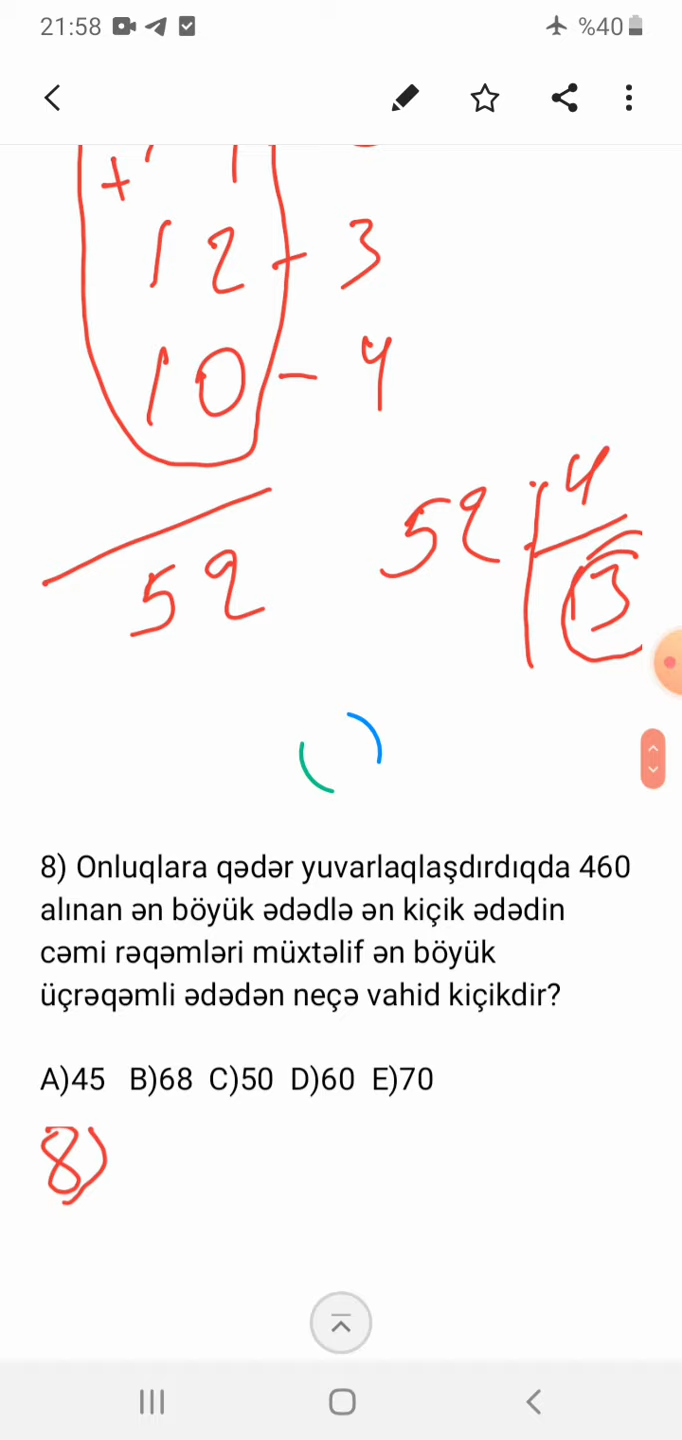 21:58 %40
+
12 - 3
10 - 4
52 52 4
13
8) Onluqlara qədər yuvarlaqlaşdırdıqda 460
alınan ən böyük ədədlə ən kiçik ədədin
cəmi rəqəmləri müxtəlif ən böyük
üçrəqəmli ədədən neçə vahid kiçikdir?
A)45 B)68 C)50 D)60 E)70
8)